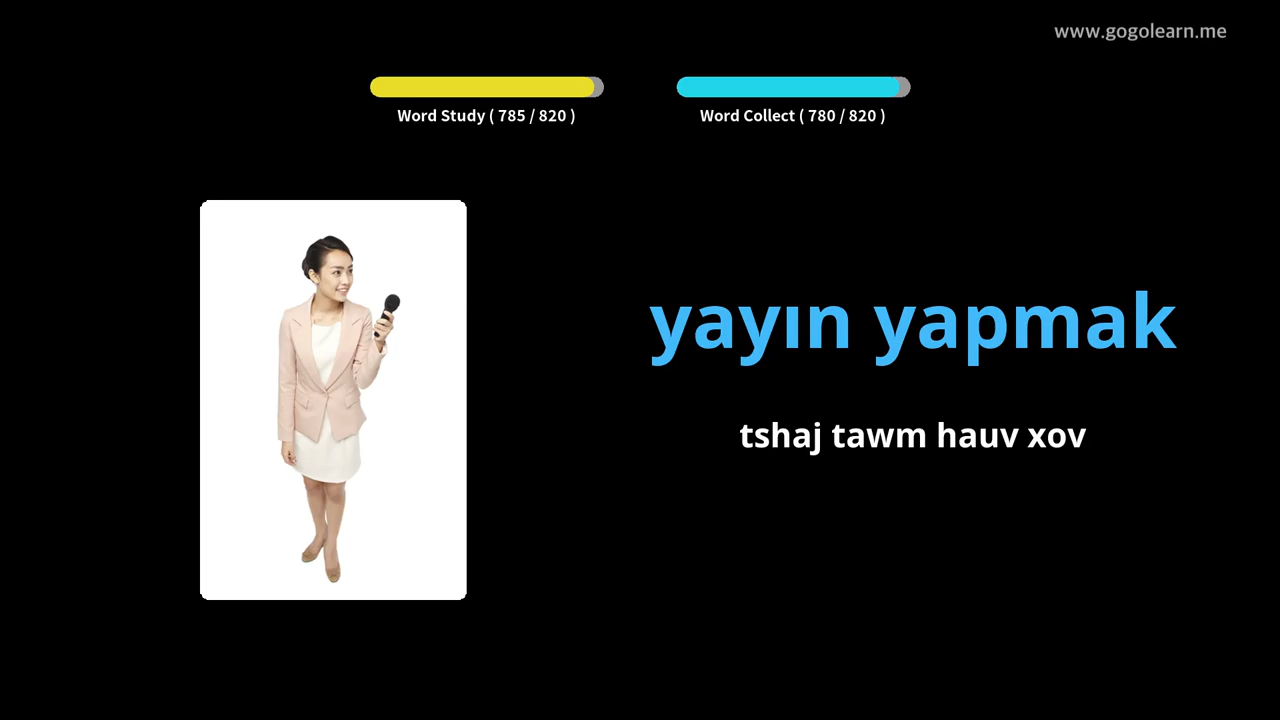 www.gogolearn.me
Word Study ( 785 / 820 )
Word Collect ( 780 / 820 )
yayın yapmak
tshaj tawm hauv xov